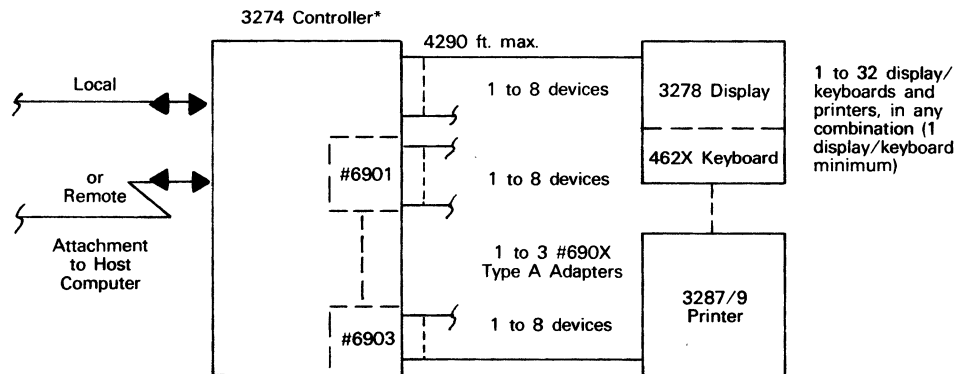 3274 Controller*
4290 ft. max.
Local
1 to 8 devices
3278 Display
1 to 32 display/
keyboards and
printers, in any
combination (1
display/keyboard
minimum)
462X Keyboard
#6901
1 to 8 devices
or
Remote
Attachment
to Host
Computer
1 to 3 #690X
Type A Adapters
3287/9
Printer
#6903
1 to 8 devices